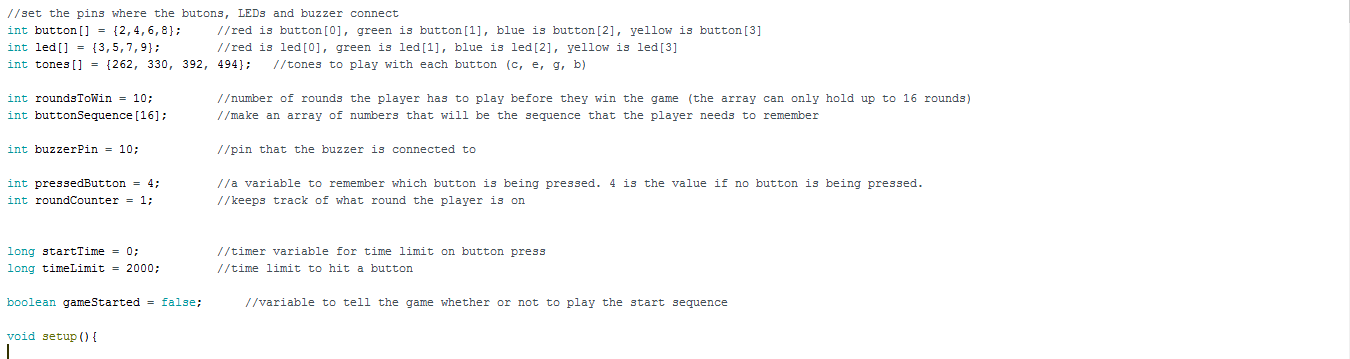 //set the pins where the butons, LEDs and buzzer connect
int button[] = {2,4,6,8};     //red is button[0], green is button[1], blue is button[2], yellow is button[3]
int led[] = {3,5,7,9};        //red is led[0], green is led[1], blue is led[2], yellow is led[3]
int tones[] = {262, 330, 392, 494};   //tones to play with each button (c, e, g, b)
int roundsToWin = 10;         //number of rounds the player has to play before they win the game (the array can only hold up to 16 rounds)
int buttonSequence[16];       //make an array of numbers that will be the sequence that the player needs to remember
int buzzerPin = 10;           //pin that the buzzer is connected to
int pressedButton = 4;        //a variable to remember which button is being pressed. 4 is the value if no button is being pressed.
int roundCounter = 1;         //keeps track of what round the player is on
long startTime = 0;           //timer variable for time limit on button press
long timeLimit = 2000;        //time limit to hit a button
boolean gameStarted = false;      //variable to tell the game whether or not to play the start sequence
void setup(){